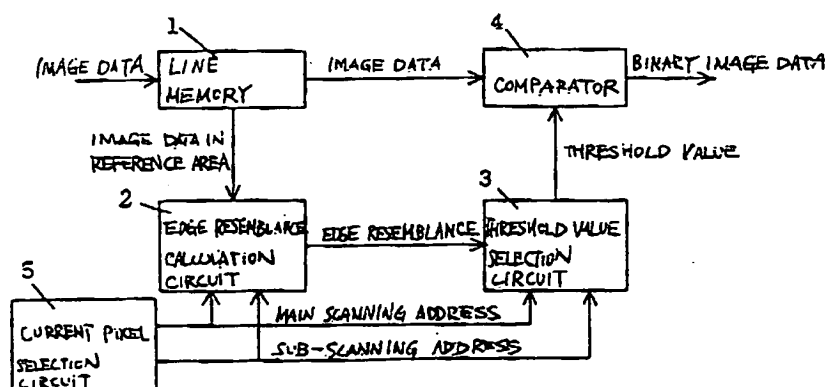 1
4
IMAGE DATA
LINE
MEMORY
IMAGE DATA
COMPARATOR
BINARY IMAGE DATA
IMAGE DATA IN
REFERENCE AREA
THRESHOLD VALUE
2
3
EDGE RESEMBLANCE
CALCULATION
CIRCUIT
EDGE RESEMBLANCE
THRESHOLD VALUE
SELECTION
CIRCUIT
5
CURRENT PIXEL
SELECTION
CIRCUIT
MAIN SCANNING ADDRESS
SUB-SCANNING ADDRESS